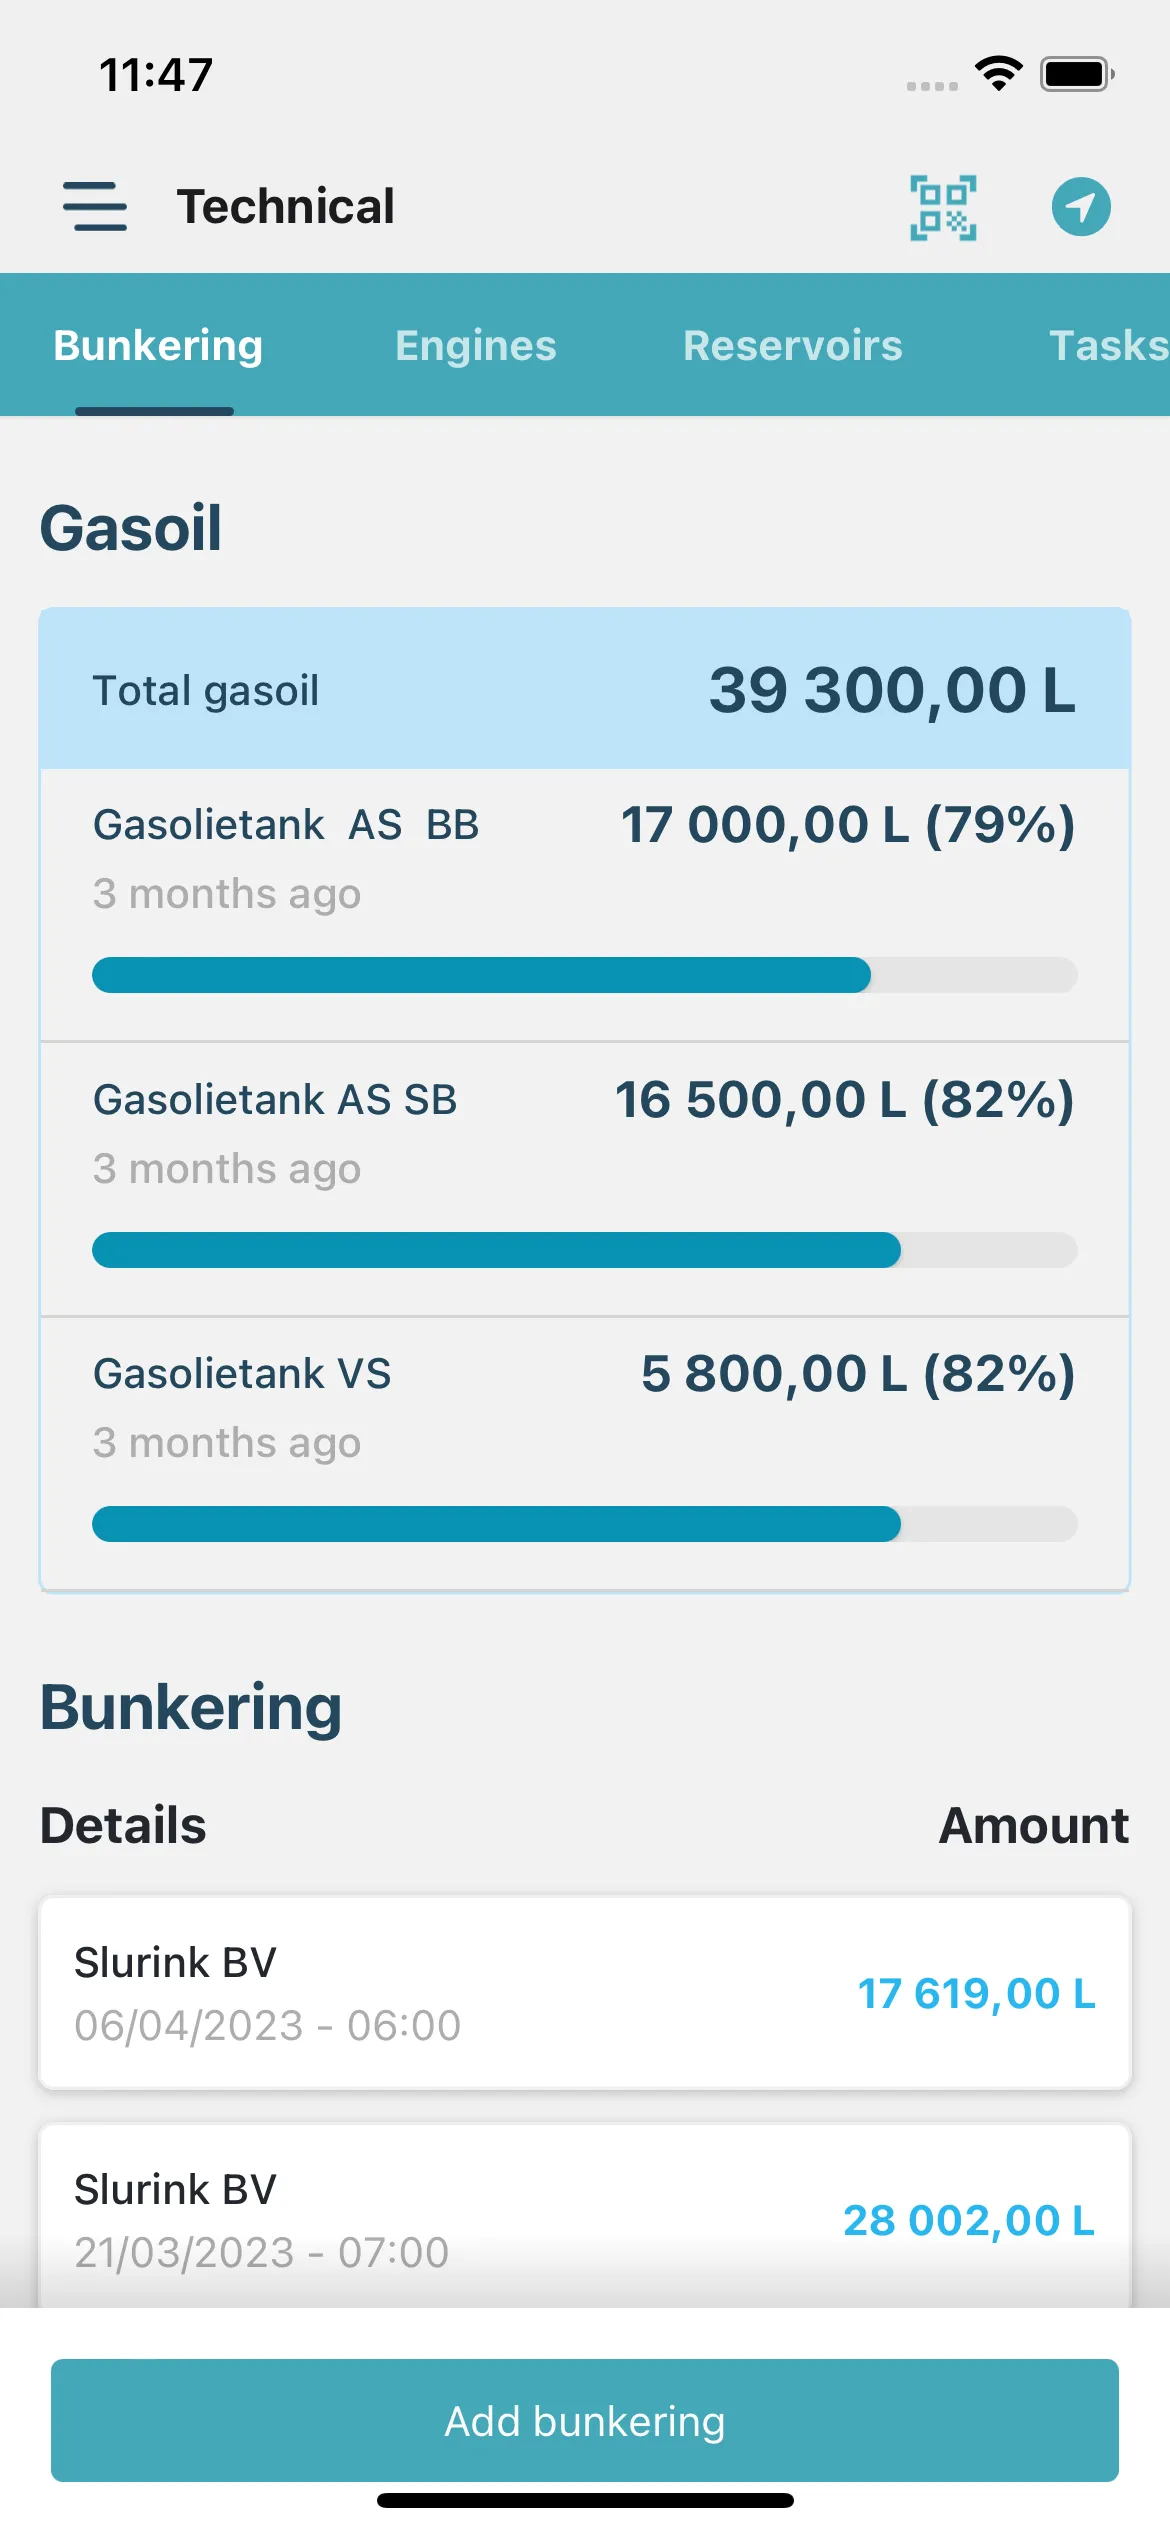 11:47
Technical
Bunkering Engines Reservoirs Tasks
Gasoil
Total gasoil 39 300,00 L
Gasolietank  AS  BB 17 000,00 L (79%)
3 months ago
Gasolietank AS SB 16 500,00 L (82%)
3 months ago
Gasolietank VS 5 800,00 L (82%)
3 months ago
Bunkering
Details Amount
Slurink BV
17 619,00 L
06/04/2023 - 06:00
Slurink BV
28 002,00 L
21/03/2023 - 07:00
Add bunkering